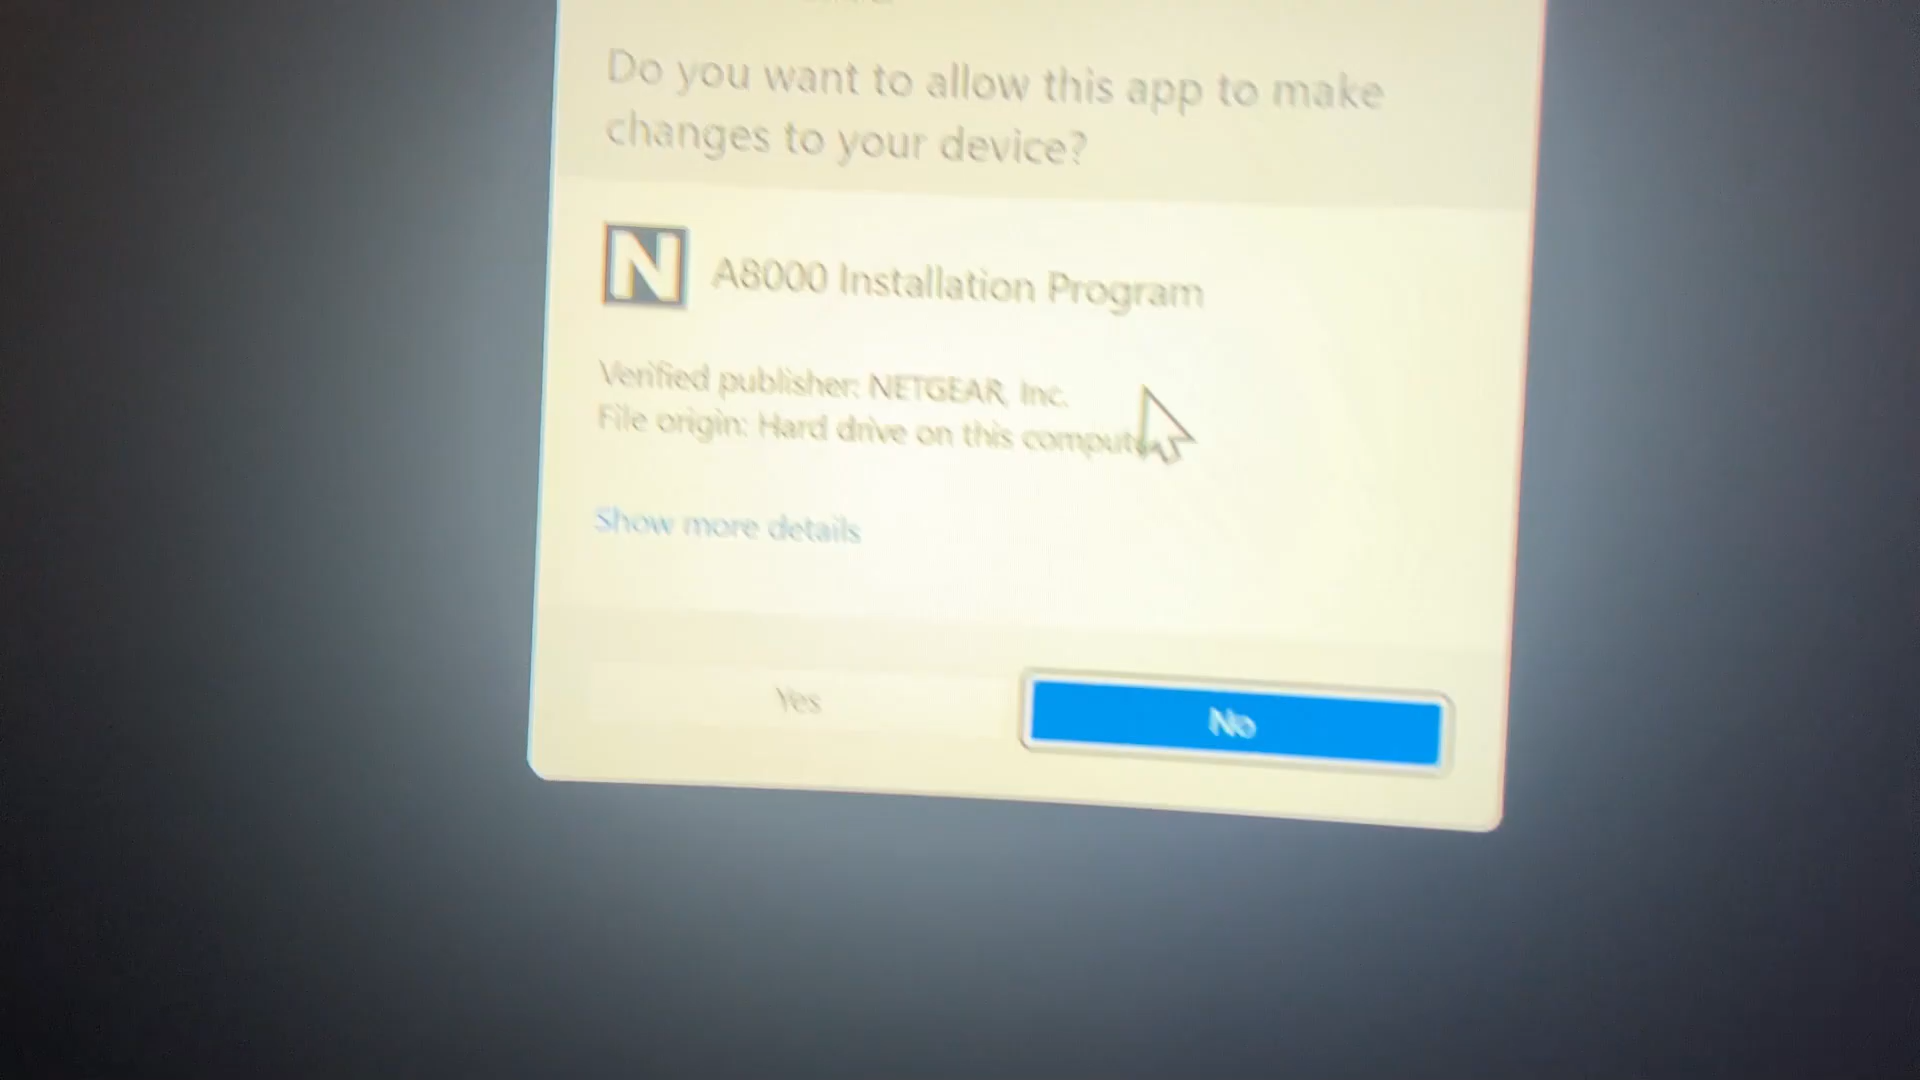 Do you want to allow this app to make
changes to your device?
N
A8000 Installation Program
Verified publisher: NETGEAR, Inc.
File origin: Hard drive on this comput
Show more details
Yes
No